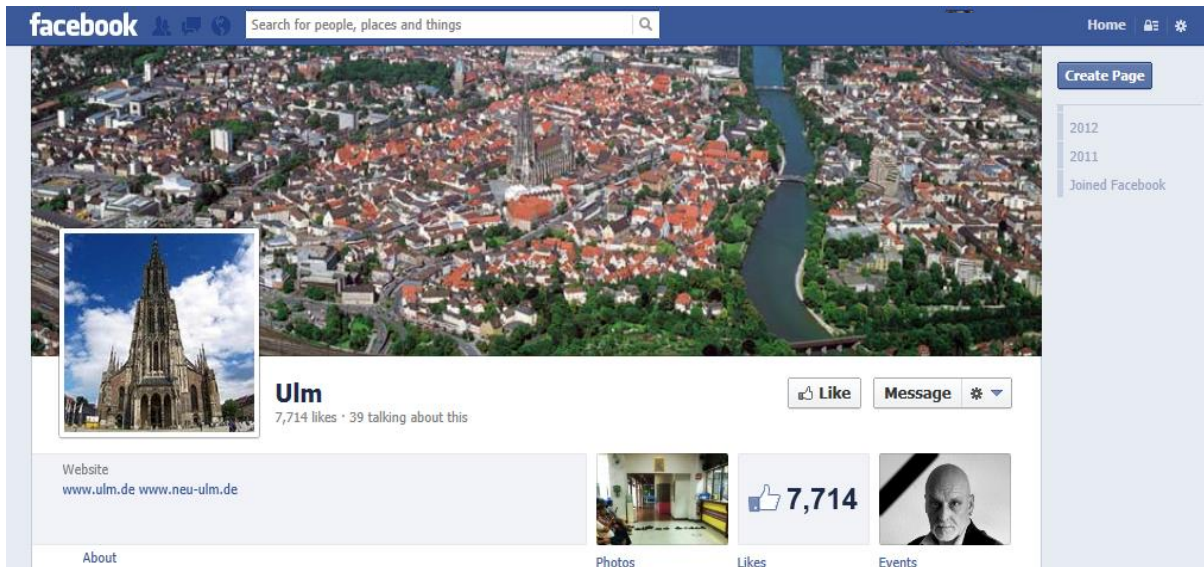 facebook
Search for people, places and things
Home
Create Page
2012
2011
Joined Facebook
Ulm
7,714 likes · 39 talking about this
Like
Message
Website
www.ulm.de www.neu-ulm.de
7,714
About
Photos
Likes
Events